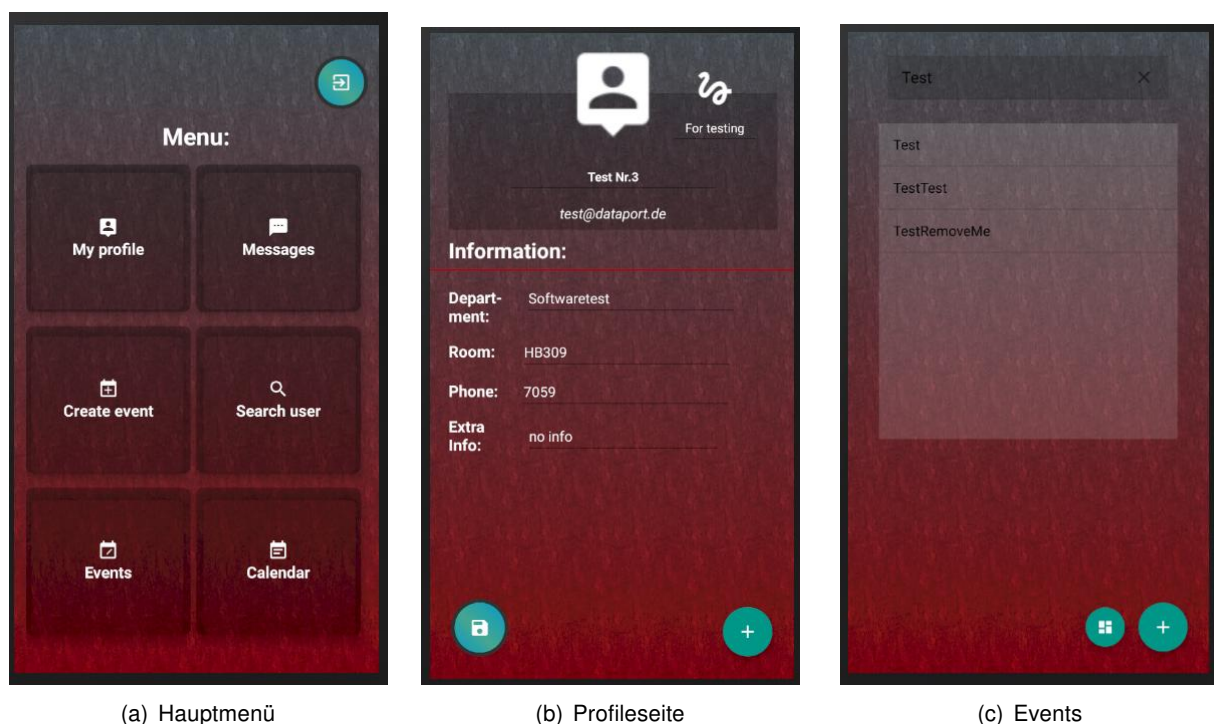 Menu:
My profile
Messages
Create event
Search user
Events
Calendar
(a) Hauptmenü
For testing
Test Nr.3
test@dataport.de
Information:
Depart-
ment:
Softwaretest
Room:
HB309
Phone:
7059
Extra
Info:
no info
(b) Profileseite
Test
Test
TestTest
TestRemoveMe
(c) Events